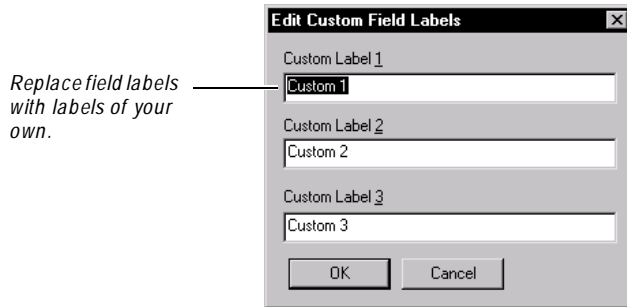 Edit Custom Field Labels
Custom Label 1
Replace field labels
with labels of your
own.
Custom 1
Custom Label 2
Custom 2
Custom Label 3
Custom 3
OK Cancel